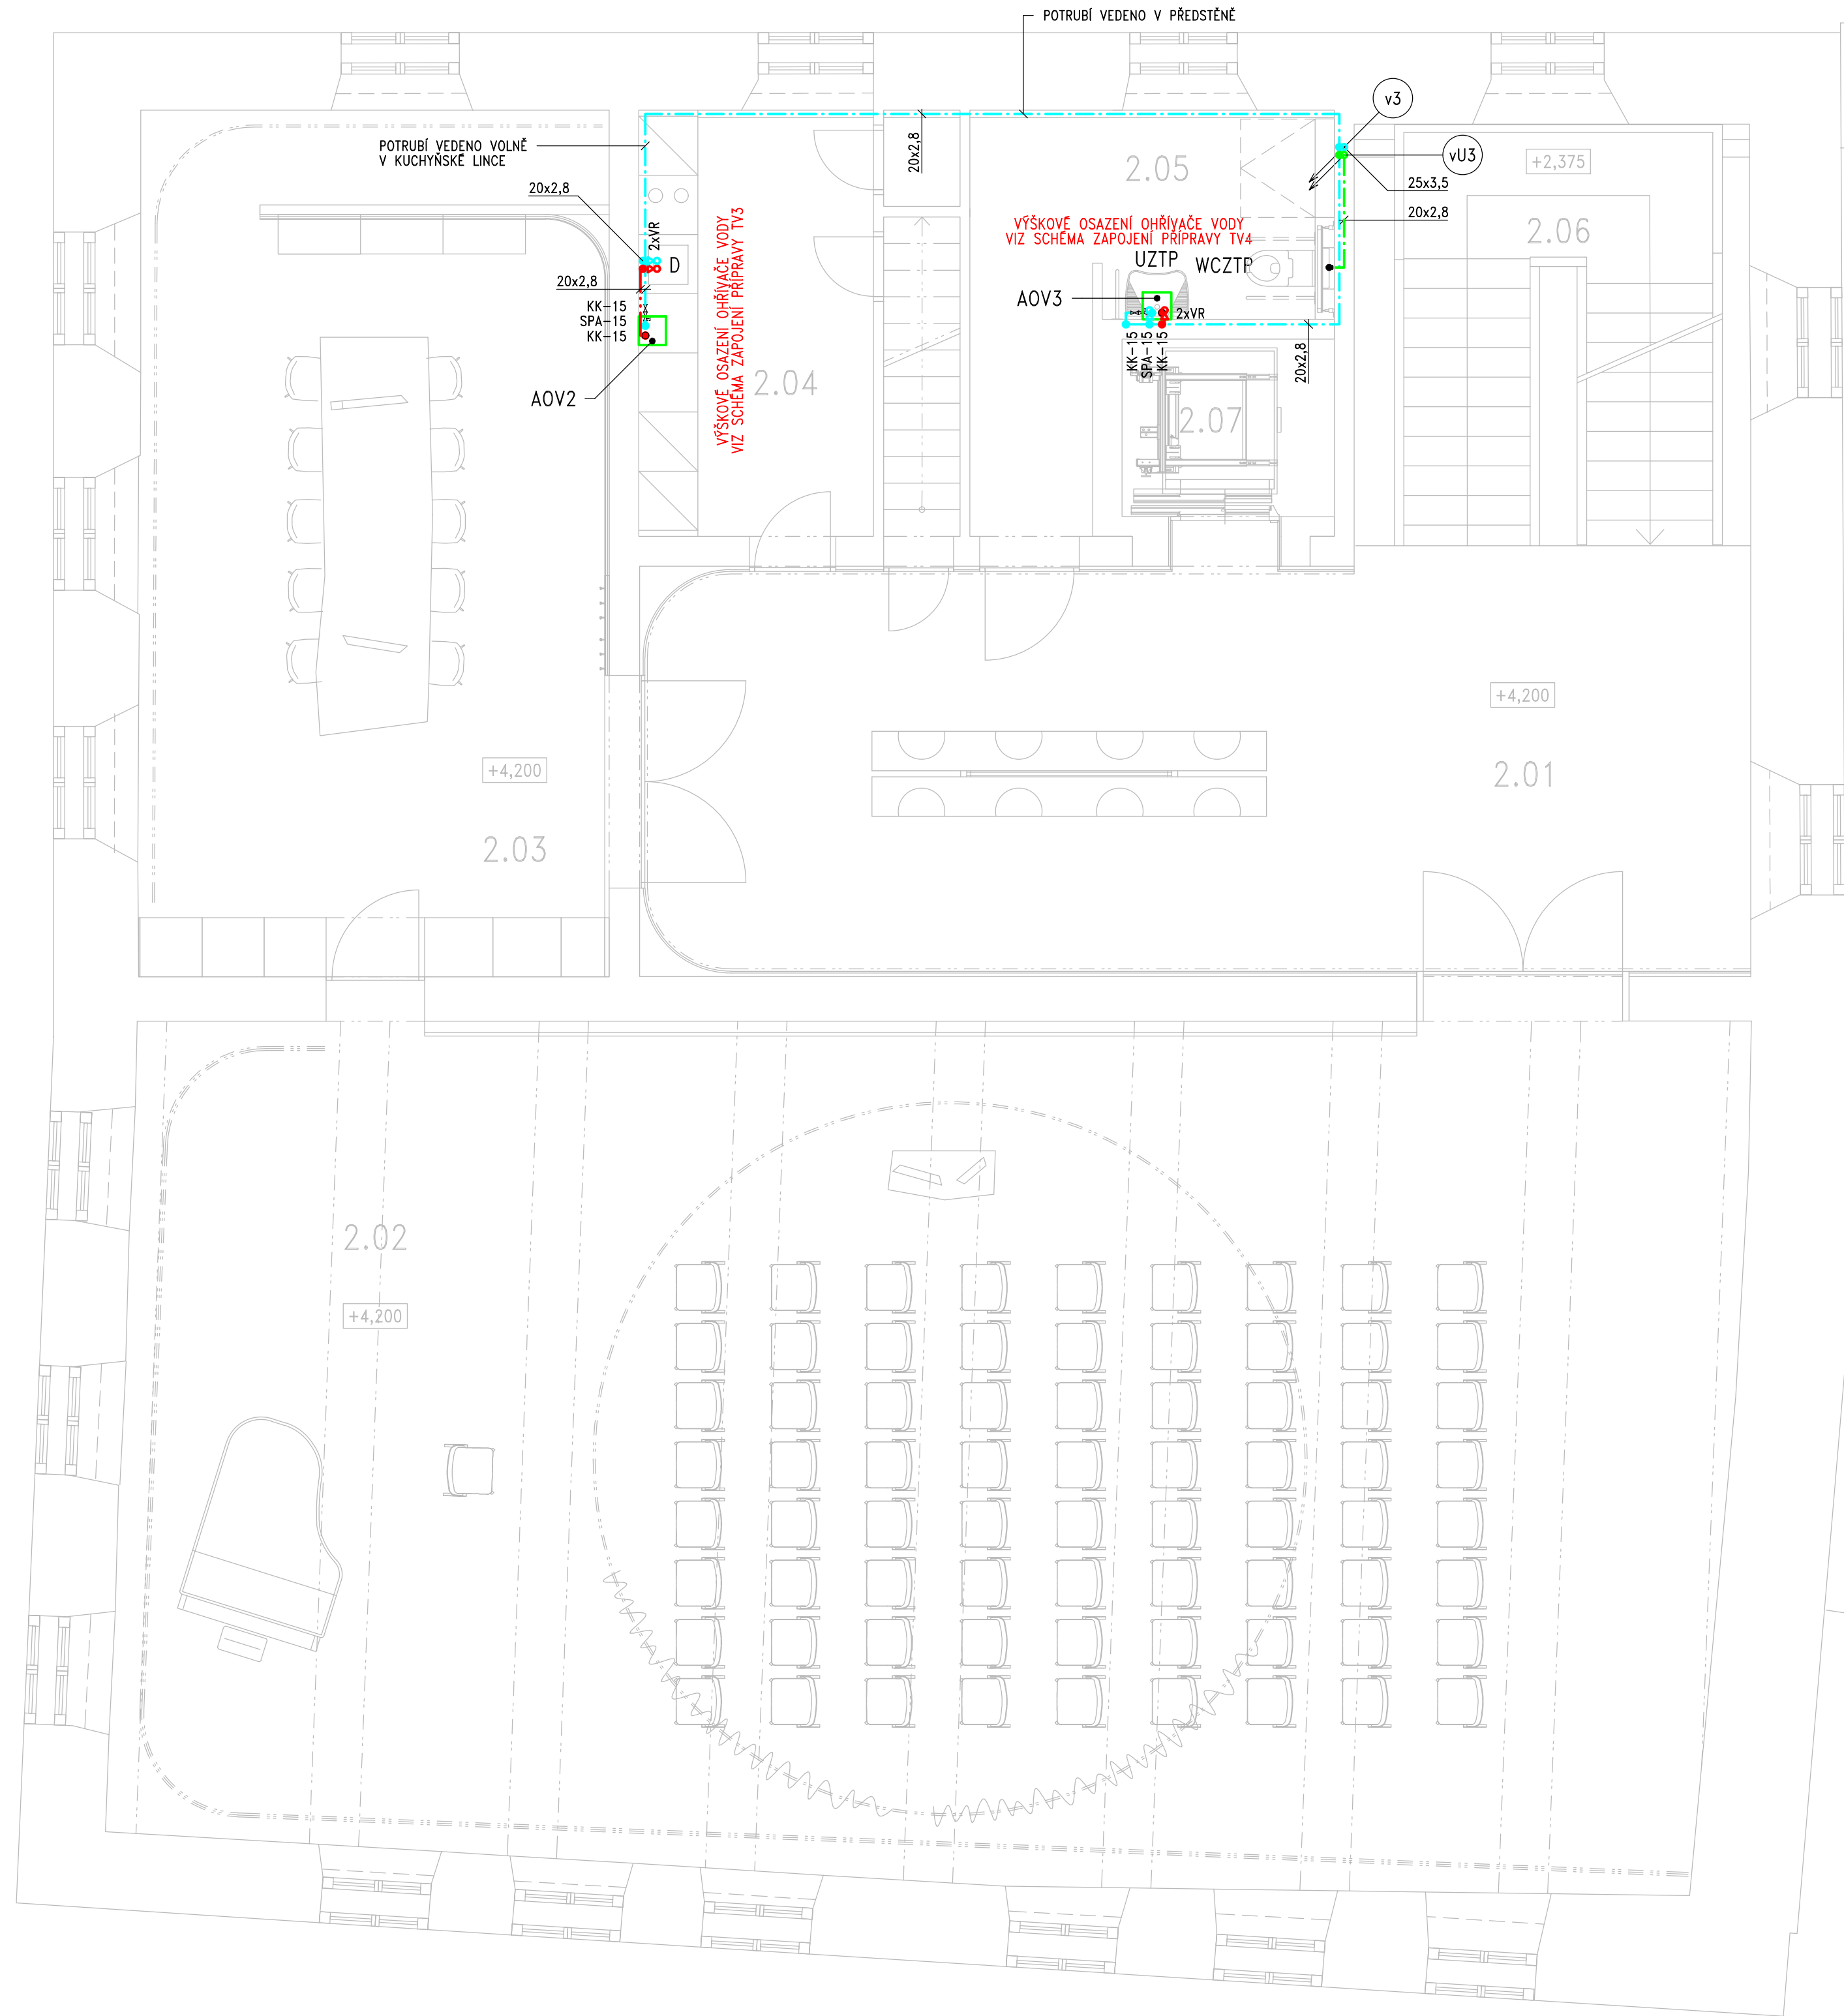 POTRUBÍ VEDENO V PŘEDSTĚNĚ
v3
POTRUBÍ VEDENO VOLNĚ
V KUCHYŇSKÉ LINCE
20x2,8
vU3
+2,375
2.05
25x3,5
20x2,8
20x2,8
2.06
VÝŠKOVÉ OSAZENÍ OHŘÍVAČE VODY
VIZ SCHÉMA ZAPOJENÍ PŘÍPRAVY TV4
VÝŠKOVÉ OSAZENÍ OHŘÍVAČE VODY
VIZ SCHÉMA ZAPOJENÍ PŘÍPRAVY TV3
2xVR
D
UZTP
WCZTP
20x2,8
AOV3
KK-15
SPA-15
KK-15
2xVR
KK-15
SPA-15
KK-15
20x2,8
AOV2
2.04
2.07
+4,200
+4,200
2.01
2.03
2.02
+4,200